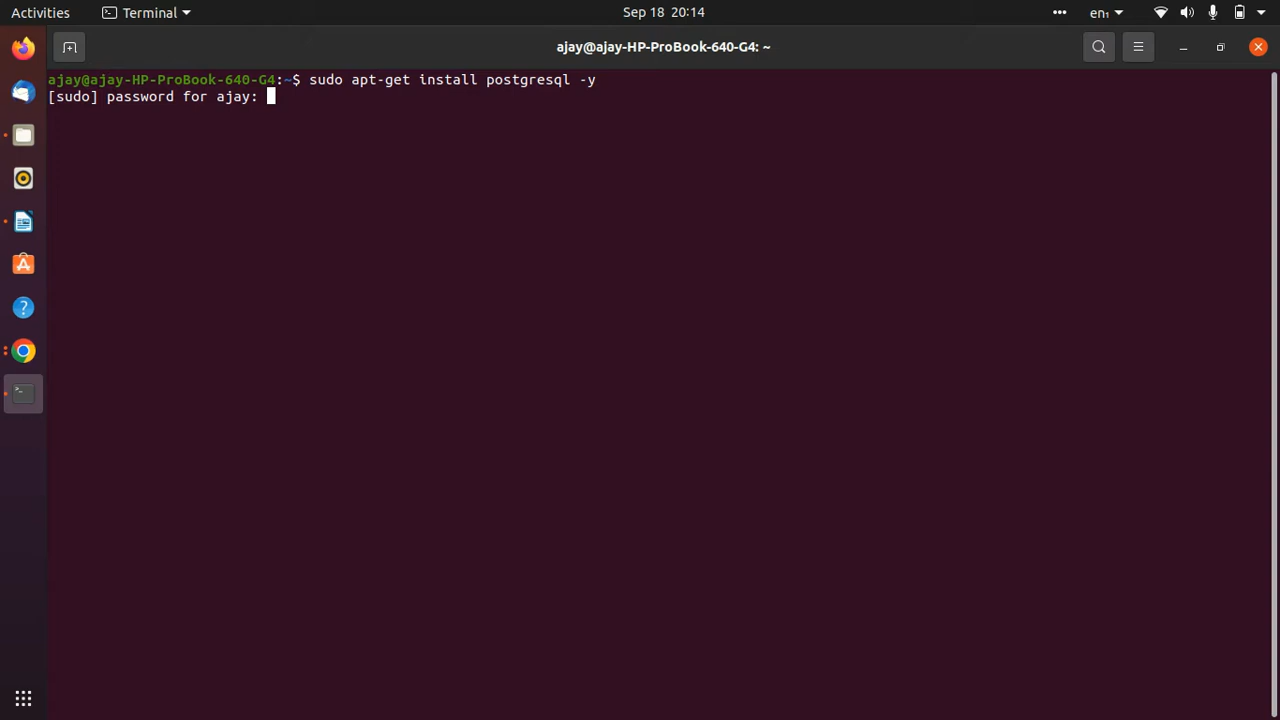 Activities Terminal Sep 18 20:14 en₁
ajay@ajay-HP-ProBook-640-G4: ~
ajay@ajay-HP-ProBook-640-G4:~$ sudo apt-get install postgresql -y
[sudo] password for ajay: